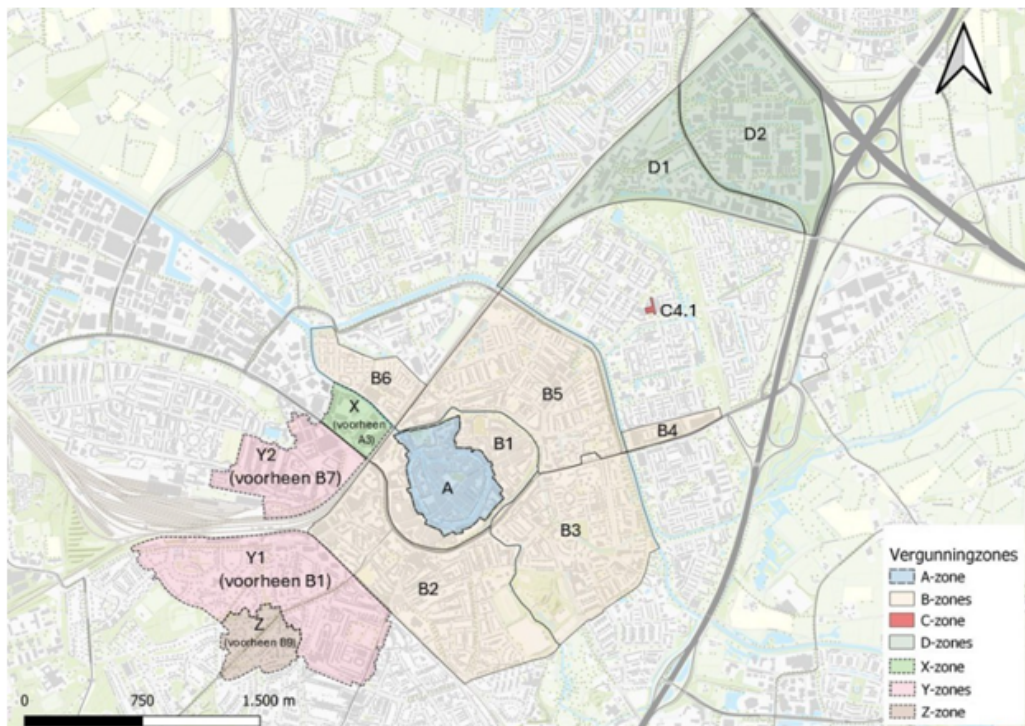 D2
D1
C4.1
B6
X
(voorheen
A3)
B5
B4
B1
Y2
(voorheen B7)
A
B3
Y1
(voorheen B1)
B2
Z
(voorheen B9)
Vergunningzones
A-zone
B-zones
C-zone
D-zones
X-zone
Y-zones
Z-zone
0 750 1.500 m